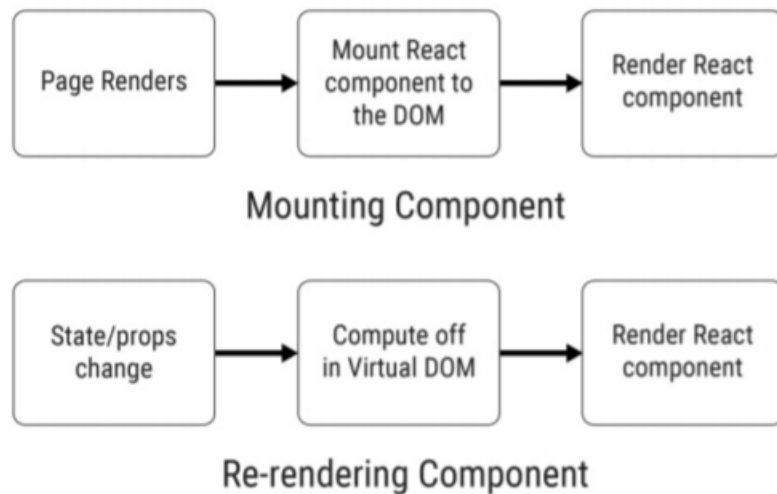 Page Renders
Mount React
component to
the DOM
Render React
component
Mounting Component
State/props
change
Compute off
in Virtual DOM
Render React
component
Re-rendering Component